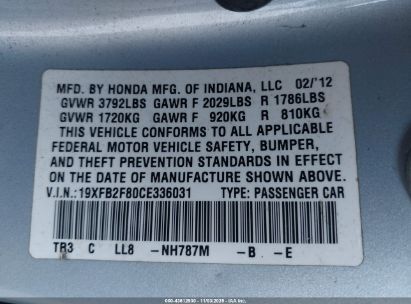 MFD. BY HONDA MFG. OF INDIANA, LLC 02/'12
GVWR 3792LBS GAWR F 2029LBS R 1786LBS
GVWR 1720KG GAWR F 920KG R 810KG
THIS VEHICLE CONFORMS TO ALL APPLICABLE
FEDERAL MOTOR VEHICLE SAFETY, BUMPER,
AND THEFT PREVENTION STANDARDS IN EFFECT
ON THE DATE OF MANUFACTURE SHOWN ABOVE.
V.I.N.: 19XFB2F80CE336031 TYPE: PASSENGER CAR
TR3 C LL8 -NH787M -B -E